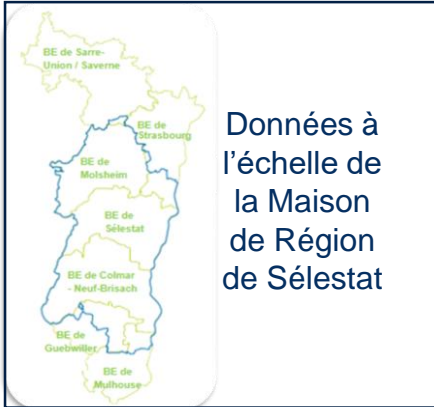 BE de Sarre-
Union / Saverne
BE de
Strasbourg
BE de
Molsheim
BE de
Sélestat
BE de Colmar
- Neuf-Brisach
BE de
Guebwiller
BE de
Mulhouse
Données à
l'échelle de
la Maison
de Région
de Sélestat